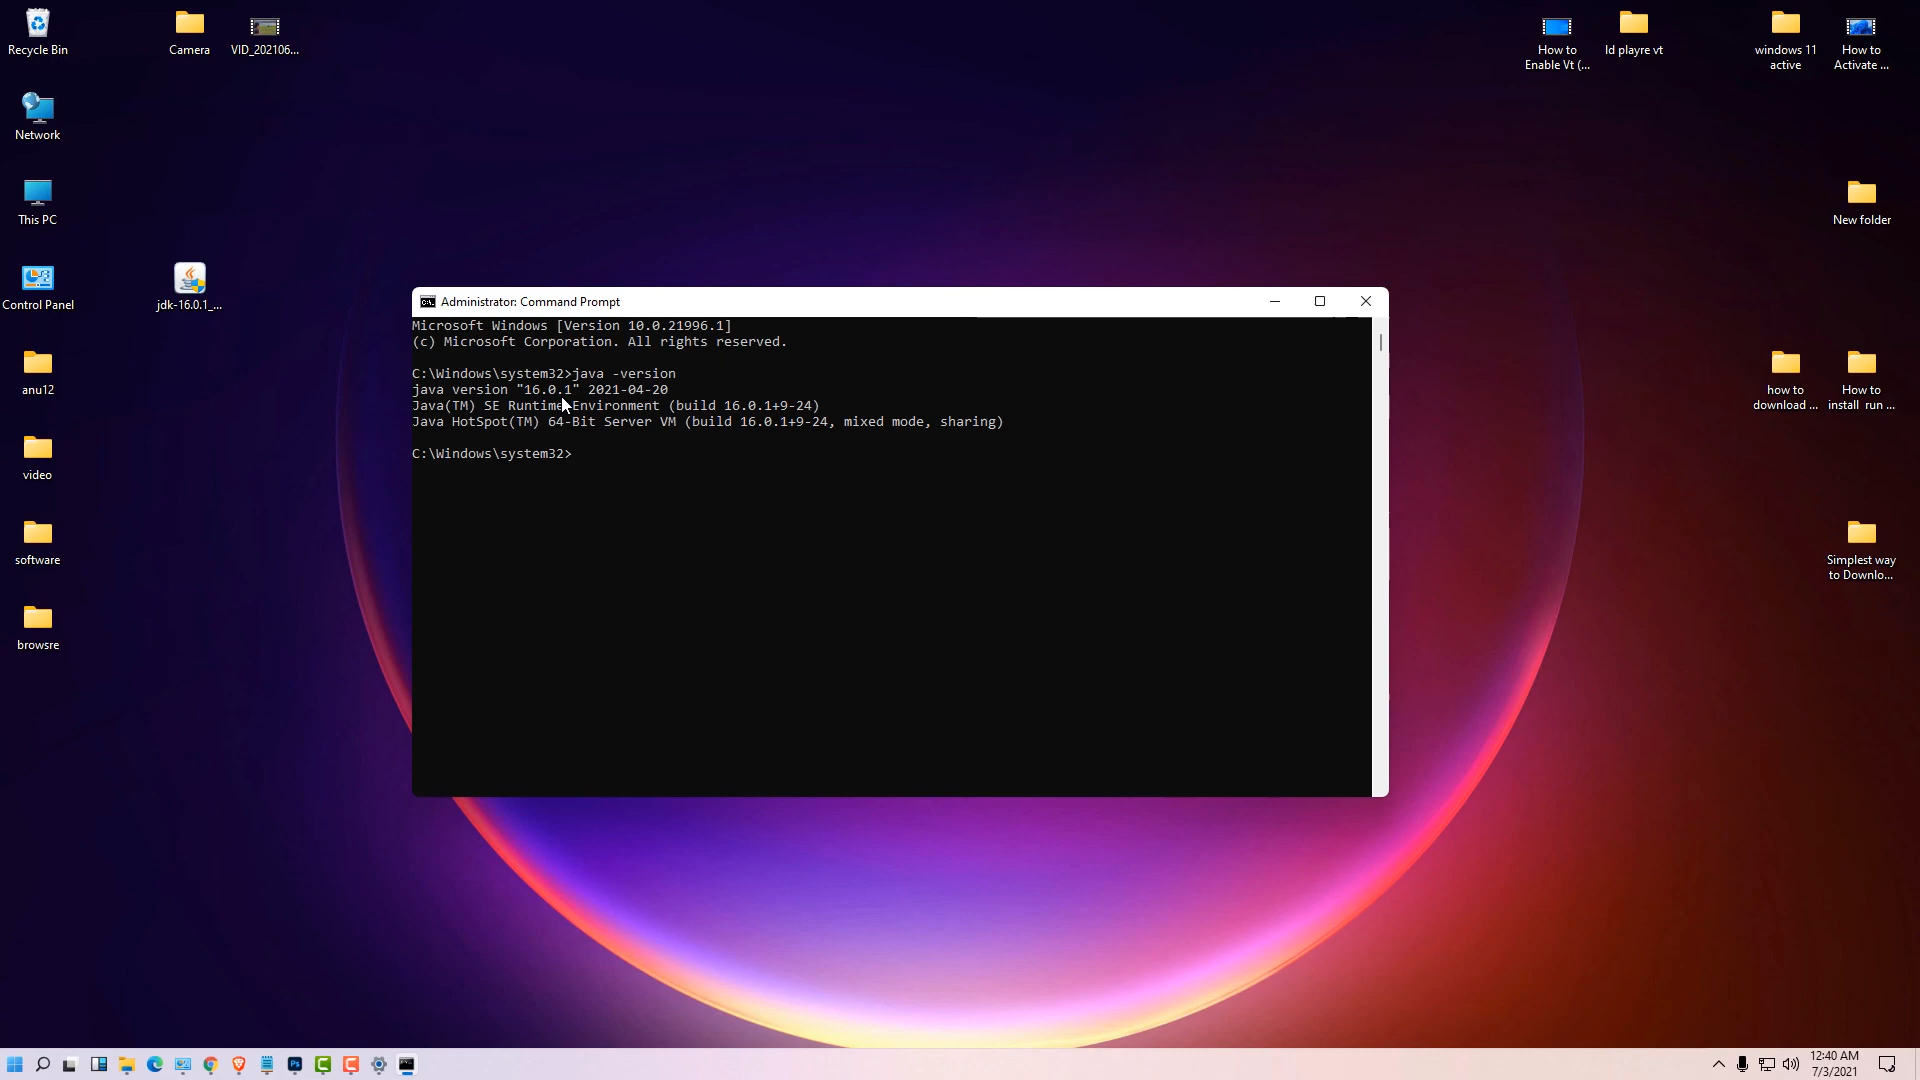 Recycle Bin
Camera
VID_202106...
How to
Enable Vt (...
ld playre vt
windows 11
active
How to
Activate ...
Network
This PC
New folder
Control Panel
jdk-16.0.1_...
Administrator: Command Prompt
Microsoft Windows [Version 10.0.21996.1]
(c) Microsoft Corporation. All rights reserved.
C:\Windows\system32>java -version
java version "16.0.1" 2021-04-20
Java(TM) SE Runtime Environment (build 16.0.1+9-24)
Java HotSpot(TM) 64-Bit Server VM (build 16.0.1+9-24, mixed mode, sharing)
C:\Windows\system32>
anu12
how to
download ...
How to
install run ...
video
software
Simplest way
to Downlo...
browsre
Ps
C
C
12:40 AM
7/3/2021